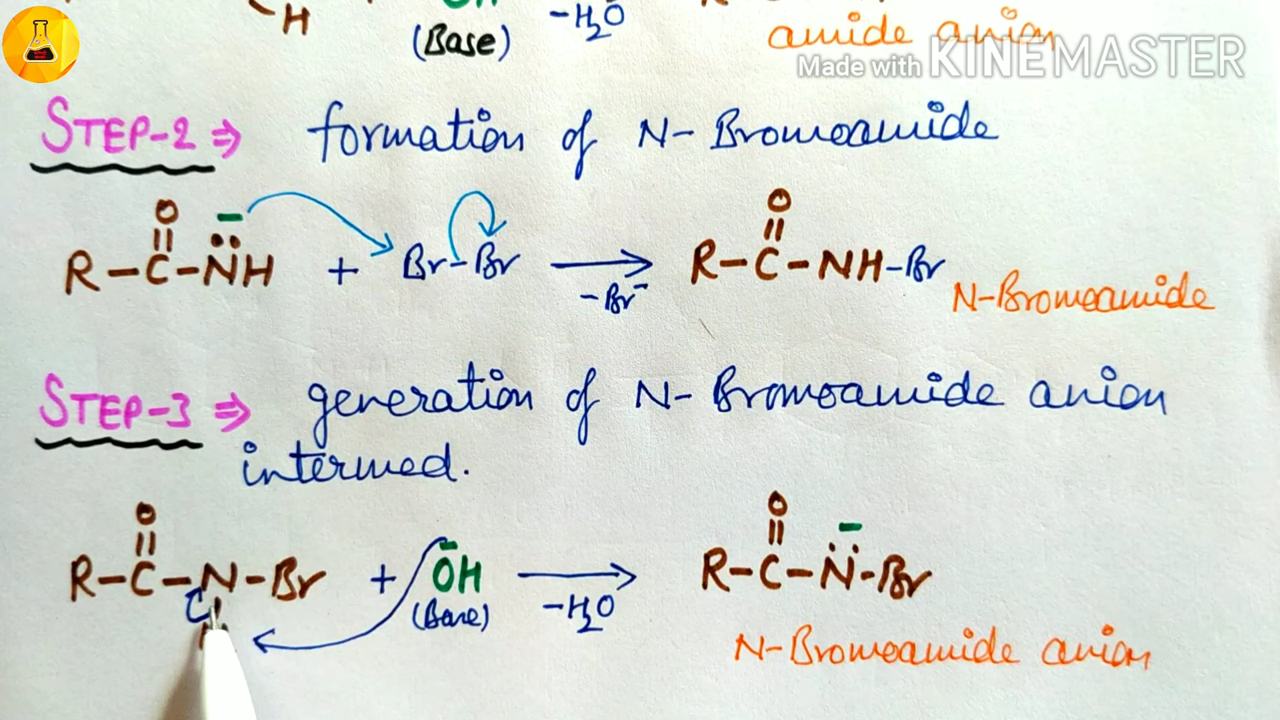 H
OH
(Base)
-H₂O
amide anion
Made with KINEMASTER
STEP-2 ⇒ formation of N-Bromoamide
O
||
R-C-N̈H + Br-Br → R-C-NH-Br
-Br⁻
N-Bromoamide
STEP-3 ⇒ generation of N-Bromoamide anion
intermed.
O
||
R-C-N-Br + OH → R-C-N̈-Br
(Base)
-H₂O
N-Bromoamide anion